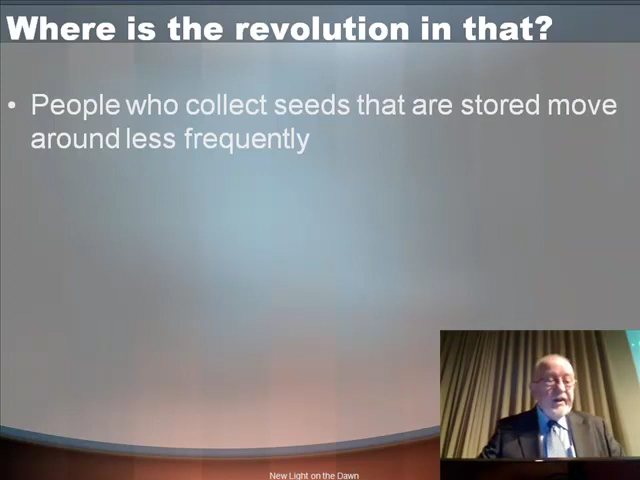 Where is the revolution in that?
• People who collect seeds that are stored move
around less frequently
New Light on the Dawn